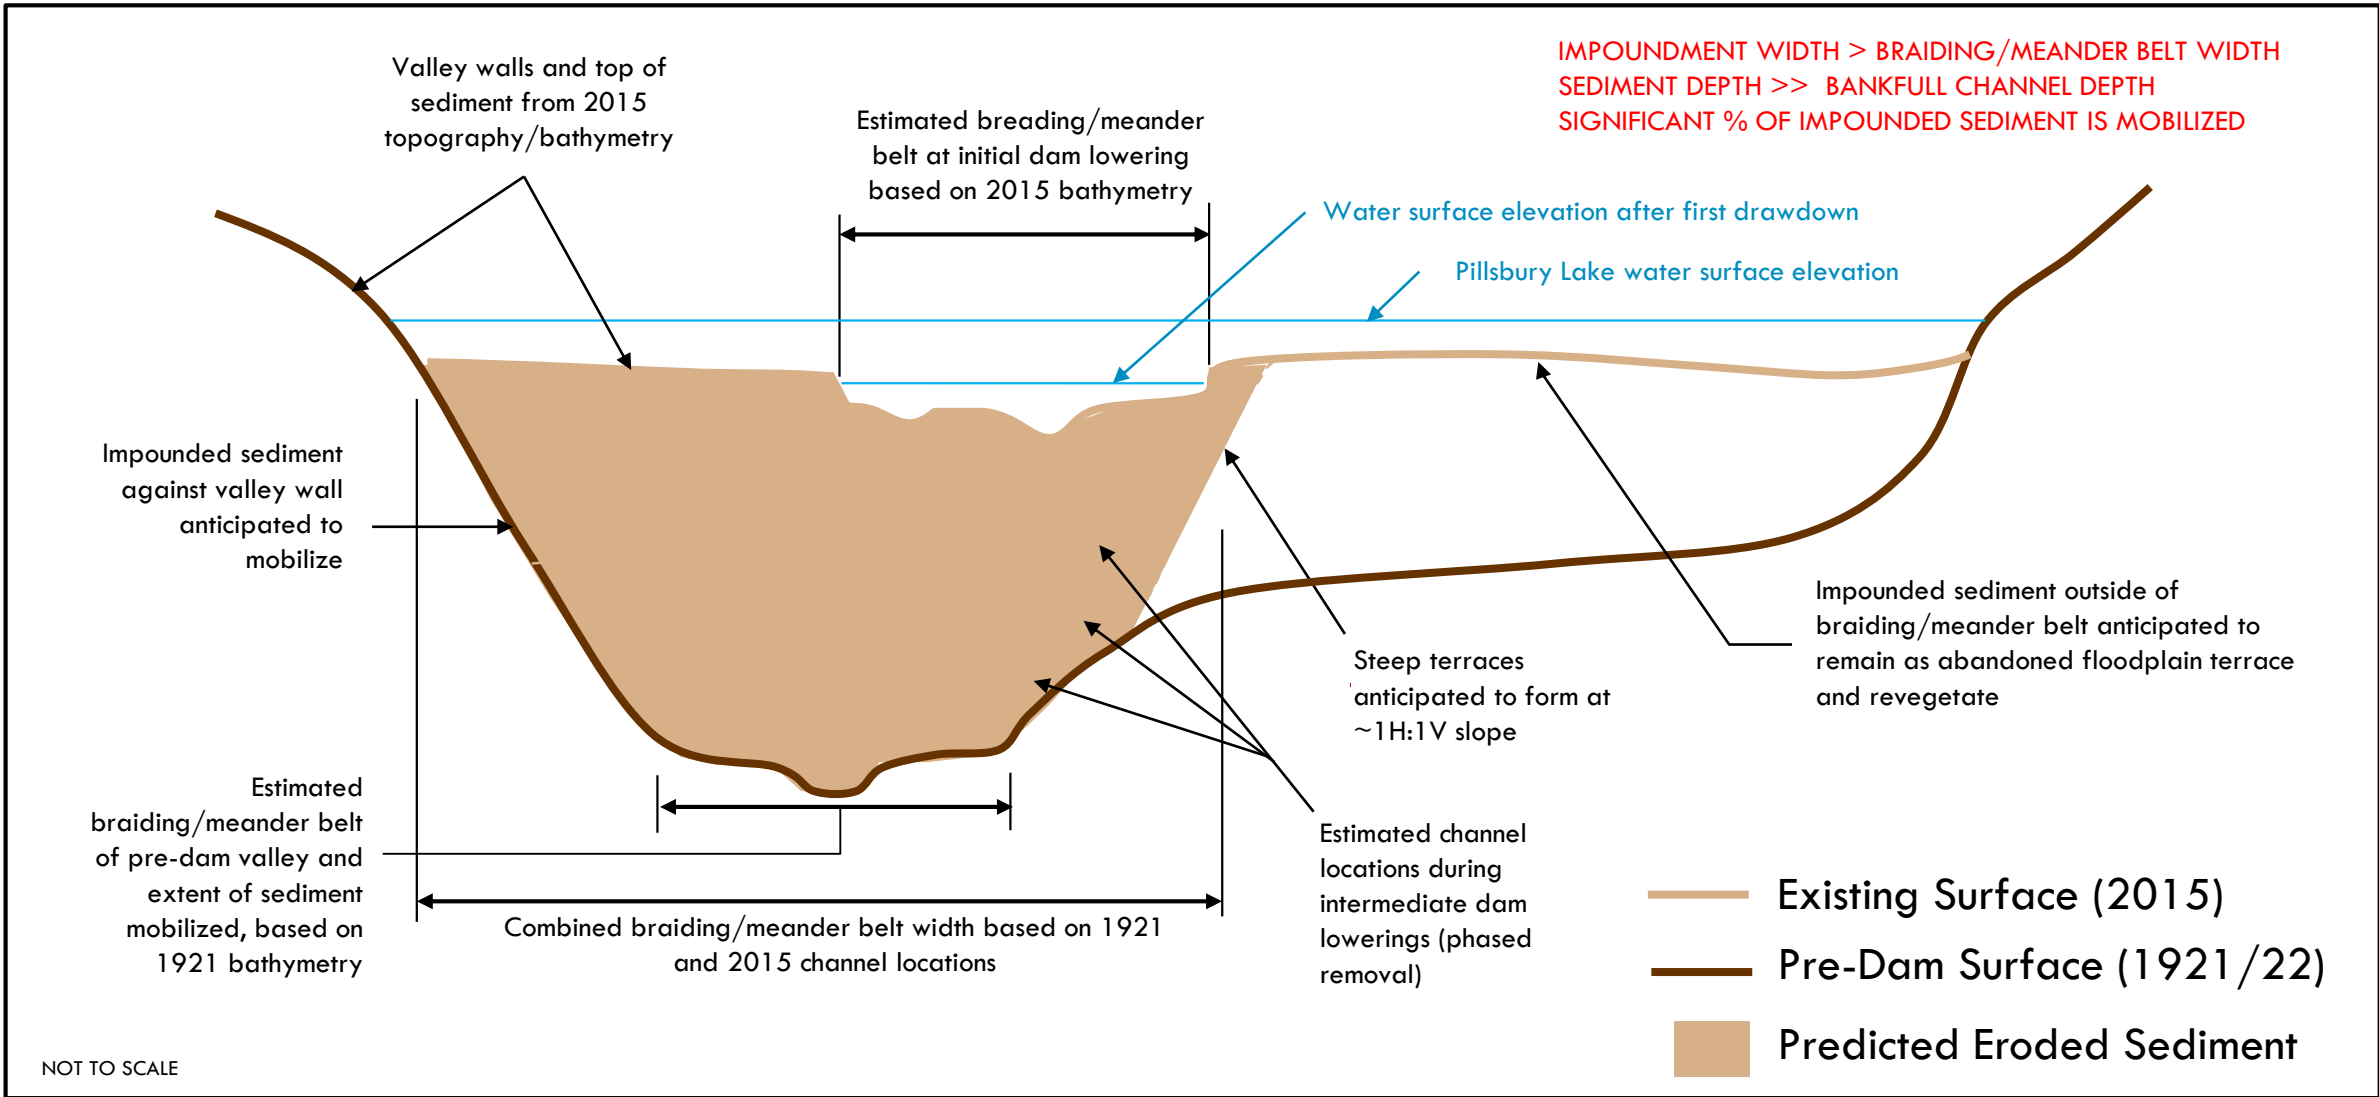 IMPOUNDMENT WIDTH > BRAIDING/MEANDER BELT WIDTH
SEDIMENT DEPTH >> BANKFULL CHANNEL DEPTH
SIGNIFICANT % OF IMPOUNDED SEDIMENT IS MOBILIZED
Valley walls and top of
sediment from 2015
topography/bathymetry
Estimated breading/meander
belt at initial dam lowering
based on 2015 bathymetry
Water surface elevation after first drawdown
Pillsbury Lake water surface elevation
Impounded sediment
against valley wall
anticipated to
mobilize
Impounded sediment outside of
braiding/meander belt anticipated to
remain as abandoned floodplain terrace
and revegetate
Steep terraces
anticipated to form at
~1H:1V slope
Estimated
braiding/meander belt
of pre-dam valley and
extent of sediment
mobilized, based on
1921 bathymetry
Combined braiding/meander belt width based on 1921
and 2015 channel locations
Estimated channel
locations during
intermediate dam
lowerings (phased
removal)
Existing Surface (2015)
Pre-Dam Surface (1921/22)
Predicted Eroded Sediment
NOT TO SCALE